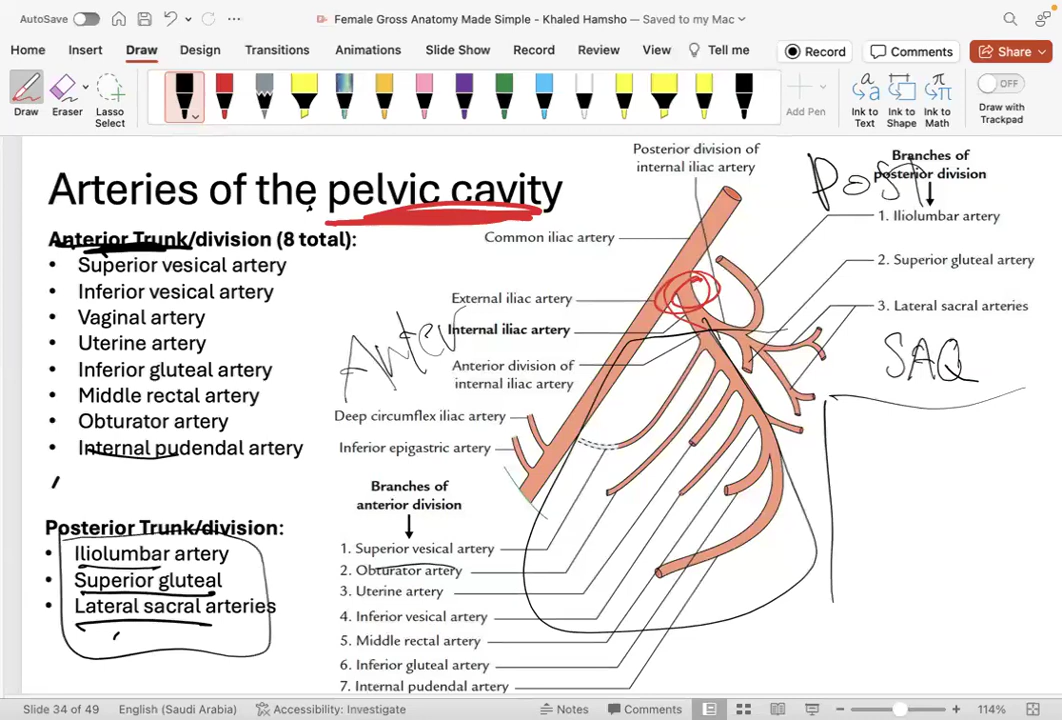 AutoSave
Female Gross Anatomy Made Simple - Khaled Hamsho — Saved to my Mac
Home Insert Draw Design Transitions Animations Slide Show Record Review View Tell me Record Comments Share
Draw Eraser Lasso Select Add Pen Ink to Text Ink to Shape Ink to Math OFF Draw with Trackpad
Arteries of the pelvic cavity
Anterior Trunk/division (8 total):
• Superior vesical artery
• Inferior vesical artery
• Vaginal artery
• Uterine artery
• Inferior gluteal artery
• Middle rectal artery
• Obturator artery
• Internal pudendal artery
Posterior Trunk/division:
• Iliolumbar artery
• Superior gluteal
• Lateral sacral arteries
Posterior division of
internal iliac artery
Common iliac artery
External iliac artery
Internal iliac artery
Anterior division of
internal iliac artery
Deep circumflex iliac artery
Inferior epigastric artery
Anter
Branches of
anterior division
1. Superior vesical artery
2. Obturator artery
3. Uterine artery
4. Inferior vesical artery
5. Middle rectal artery
6. Inferior gluteal artery
7. Internal pudendal artery
Post
Branches of
posterior division
1. Iliolumbar artery
2. Superior gluteal artery
3. Lateral sacral arteries
SAQ
Slide 34 of 49 English (Saudi Arabia) Accessibility: Investigate Notes Comments 114%